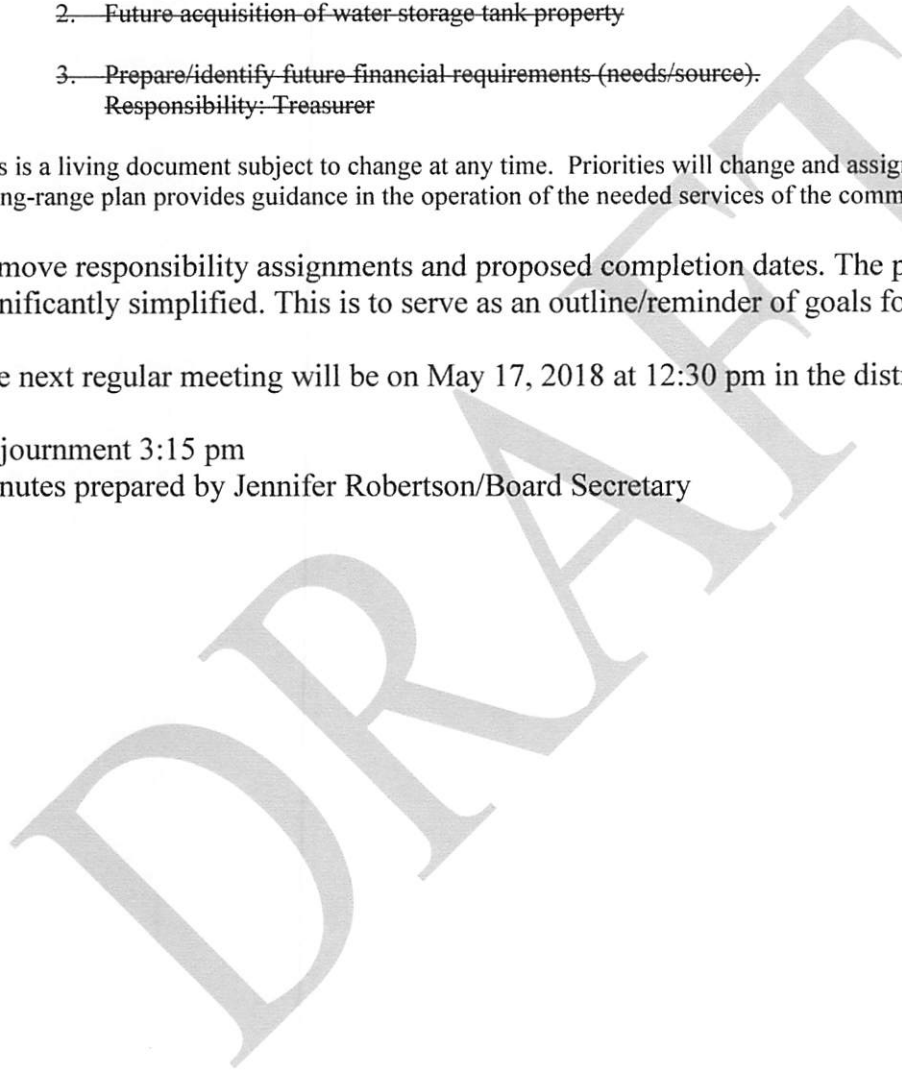 2. Future acquisition of water storage tank property
3. Prepare/identify future financial requirements (needs/source).
Responsibility: Treasurer
s is a living document subject to change at any time. Priorities will change and assig
ng-range plan provides guidance in the operation of the needed services of the comm
move responsibility assignments and proposed completion dates. The p
nificantly simplified. This is to serve as an outline/reminder of goals fo
e next regular meeting will be on May 17, 2018 at 12:30 pm in the dist
journment 3:15 pm
nutes prepared by Jennifer Robertson/Board Secretary
DRAFT